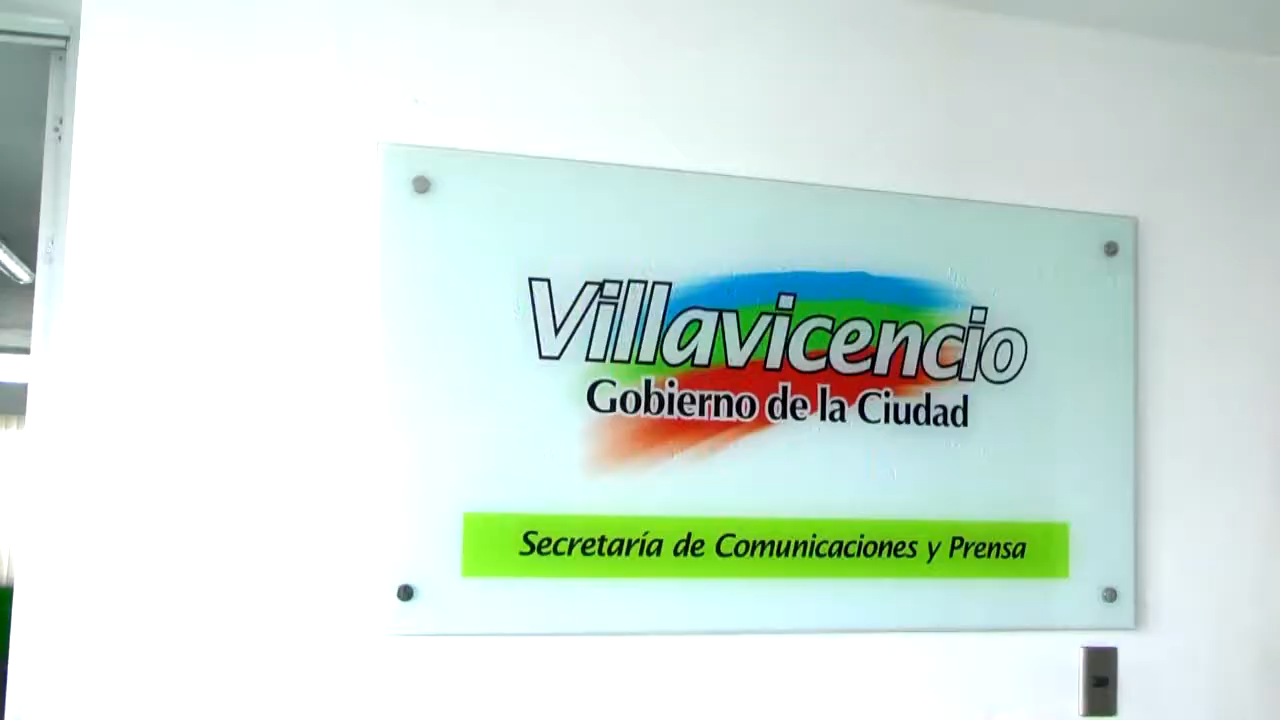 Villavicencio
Gobierno de la Ciudad
Secretaría de Comunicaciones y Prensa